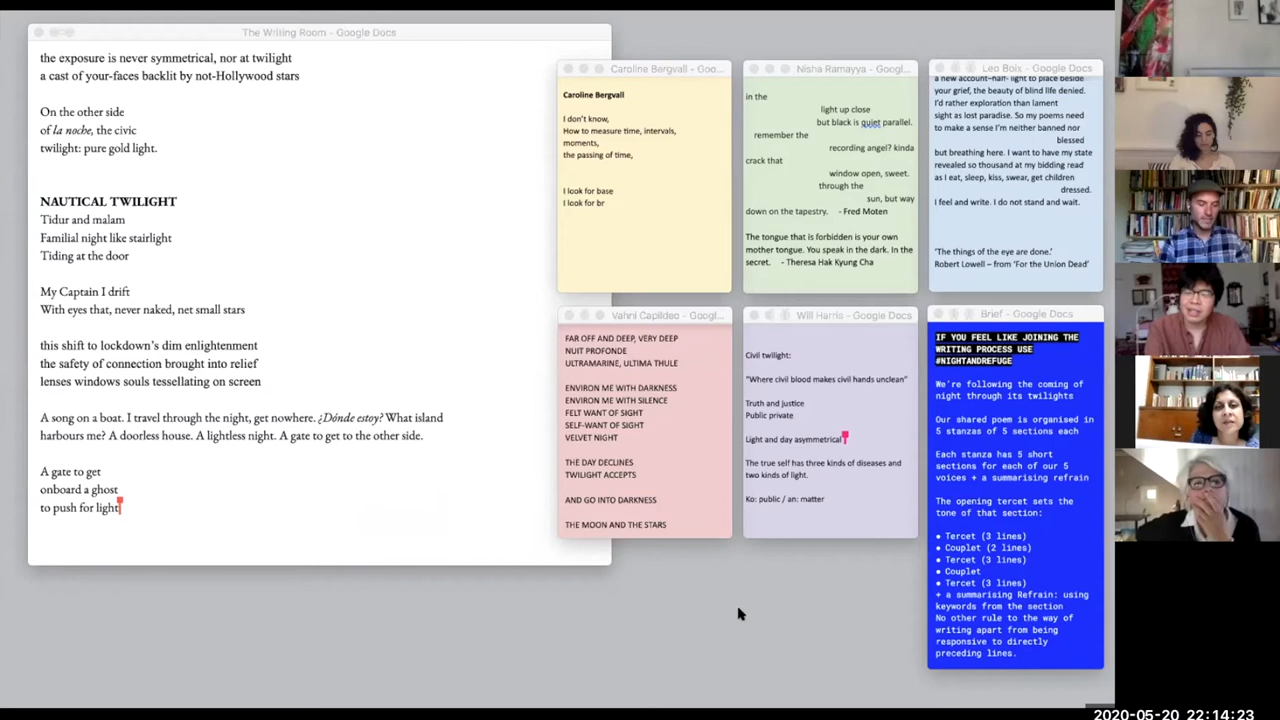 The Writing Room - Google Docs
the exposure is never symmetrical, nor at twilight
a cast of your-faces backlit by not-Hollywood stars
On the other side
of la noche, the civic
twilight: pure gold light.
NAUTICAL TWILIGHT
Tidur and malam
Familial night like stairlight
Tiding at the door
My Captain I drift
With eyes that, never naked, net small stars
this shift to lockdown's dim enlightenment
the safety of connection brought into relief
lenses windows souls tessellating on screen
A song on a boat. I travel through the night, get nowhere. ¿Dónde estoy? What island
harbours me? A doorless house. A lightless night. A gate to get to the other side.
A gate to get
onboard a ghost
to push for light
Caroline Bergvall - Goo...
Caroline Bergvall
I don't know,
How to measure time, intervals,
moments,
the passing of time,
I look for base
I look for br
Nisha Ramayya - Googl...
in the
light up close
but black is quiet parallel.
remember the
recording angel? kinda
crack that
window open, sweet.
through the
sun, but way
down on the tapestry. - Fred Moten
The tongue that is forbidden is your own
mother tongue. You speak in the dark. In the
secret. - Theresa Hak Kyung Cha
Leo Boix - Google Docs
a new account–half- light to place beside
your grief, the beauty of blind life denied.
I'd rather exploration than lament
sight as lost paradise. So my poems need
to make a sense I'm neither banned nor
blessed
but breathing here. I want to have my state
revealed so thousand at my bidding read
as I eat, sleep, kiss, swear, get children
dressed.
I feel and write. I do not stand and wait.
'The things of the eye are done.'
Robert Lowell – from 'For the Union Dead'
Vahni Capildeo - Googl...
FAR OFF AND DEEP, VERY DEEP
NUIT PROFONDE
ULTRAMARINE, ULTIMA THULE
ENVIRON ME WITH DARKNESS
ENVIRON ME WITH SILENCE
FELT WANT OF SIGHT
SELF-WANT OF SIGHT
VELVET NIGHT
THE DAY DECLINES
TWILIGHT ACCEPTS
AND GO INTO DARKNESS
THE MOON AND THE STARS
Will Harris - Google Docs
Civil twilight:
"Where civil blood makes civil hands unclean"
Truth and justice
Public private
Light and day asymmetrical
The true self has three kinds of diseases and
two kinds of light.
Ko: public / an: matter
Brief - Google Docs
IF YOU FEEL LIKE JOINING THE
WRITING PROCESS USE
#NIGHTANDREFUGE
We're following the coming of
night through its twilights
Our shared poem is organised in
5 stanzas of 5 sections each
Each stanza has 5 short
sections for each of our 5
voices + a summarising refrain
The opening tercet sets the
tone of that section:
● Tercet (3 lines)
● Couplet (2 lines)
● Tercet (3 lines)
● Couplet
● Tercet (3 lines)
+ a summarising Refrain: using
keywords from the section
No other rule to the way of
writing apart from being
responsive to directly
preceding lines.
2020-05-20 22:14:23